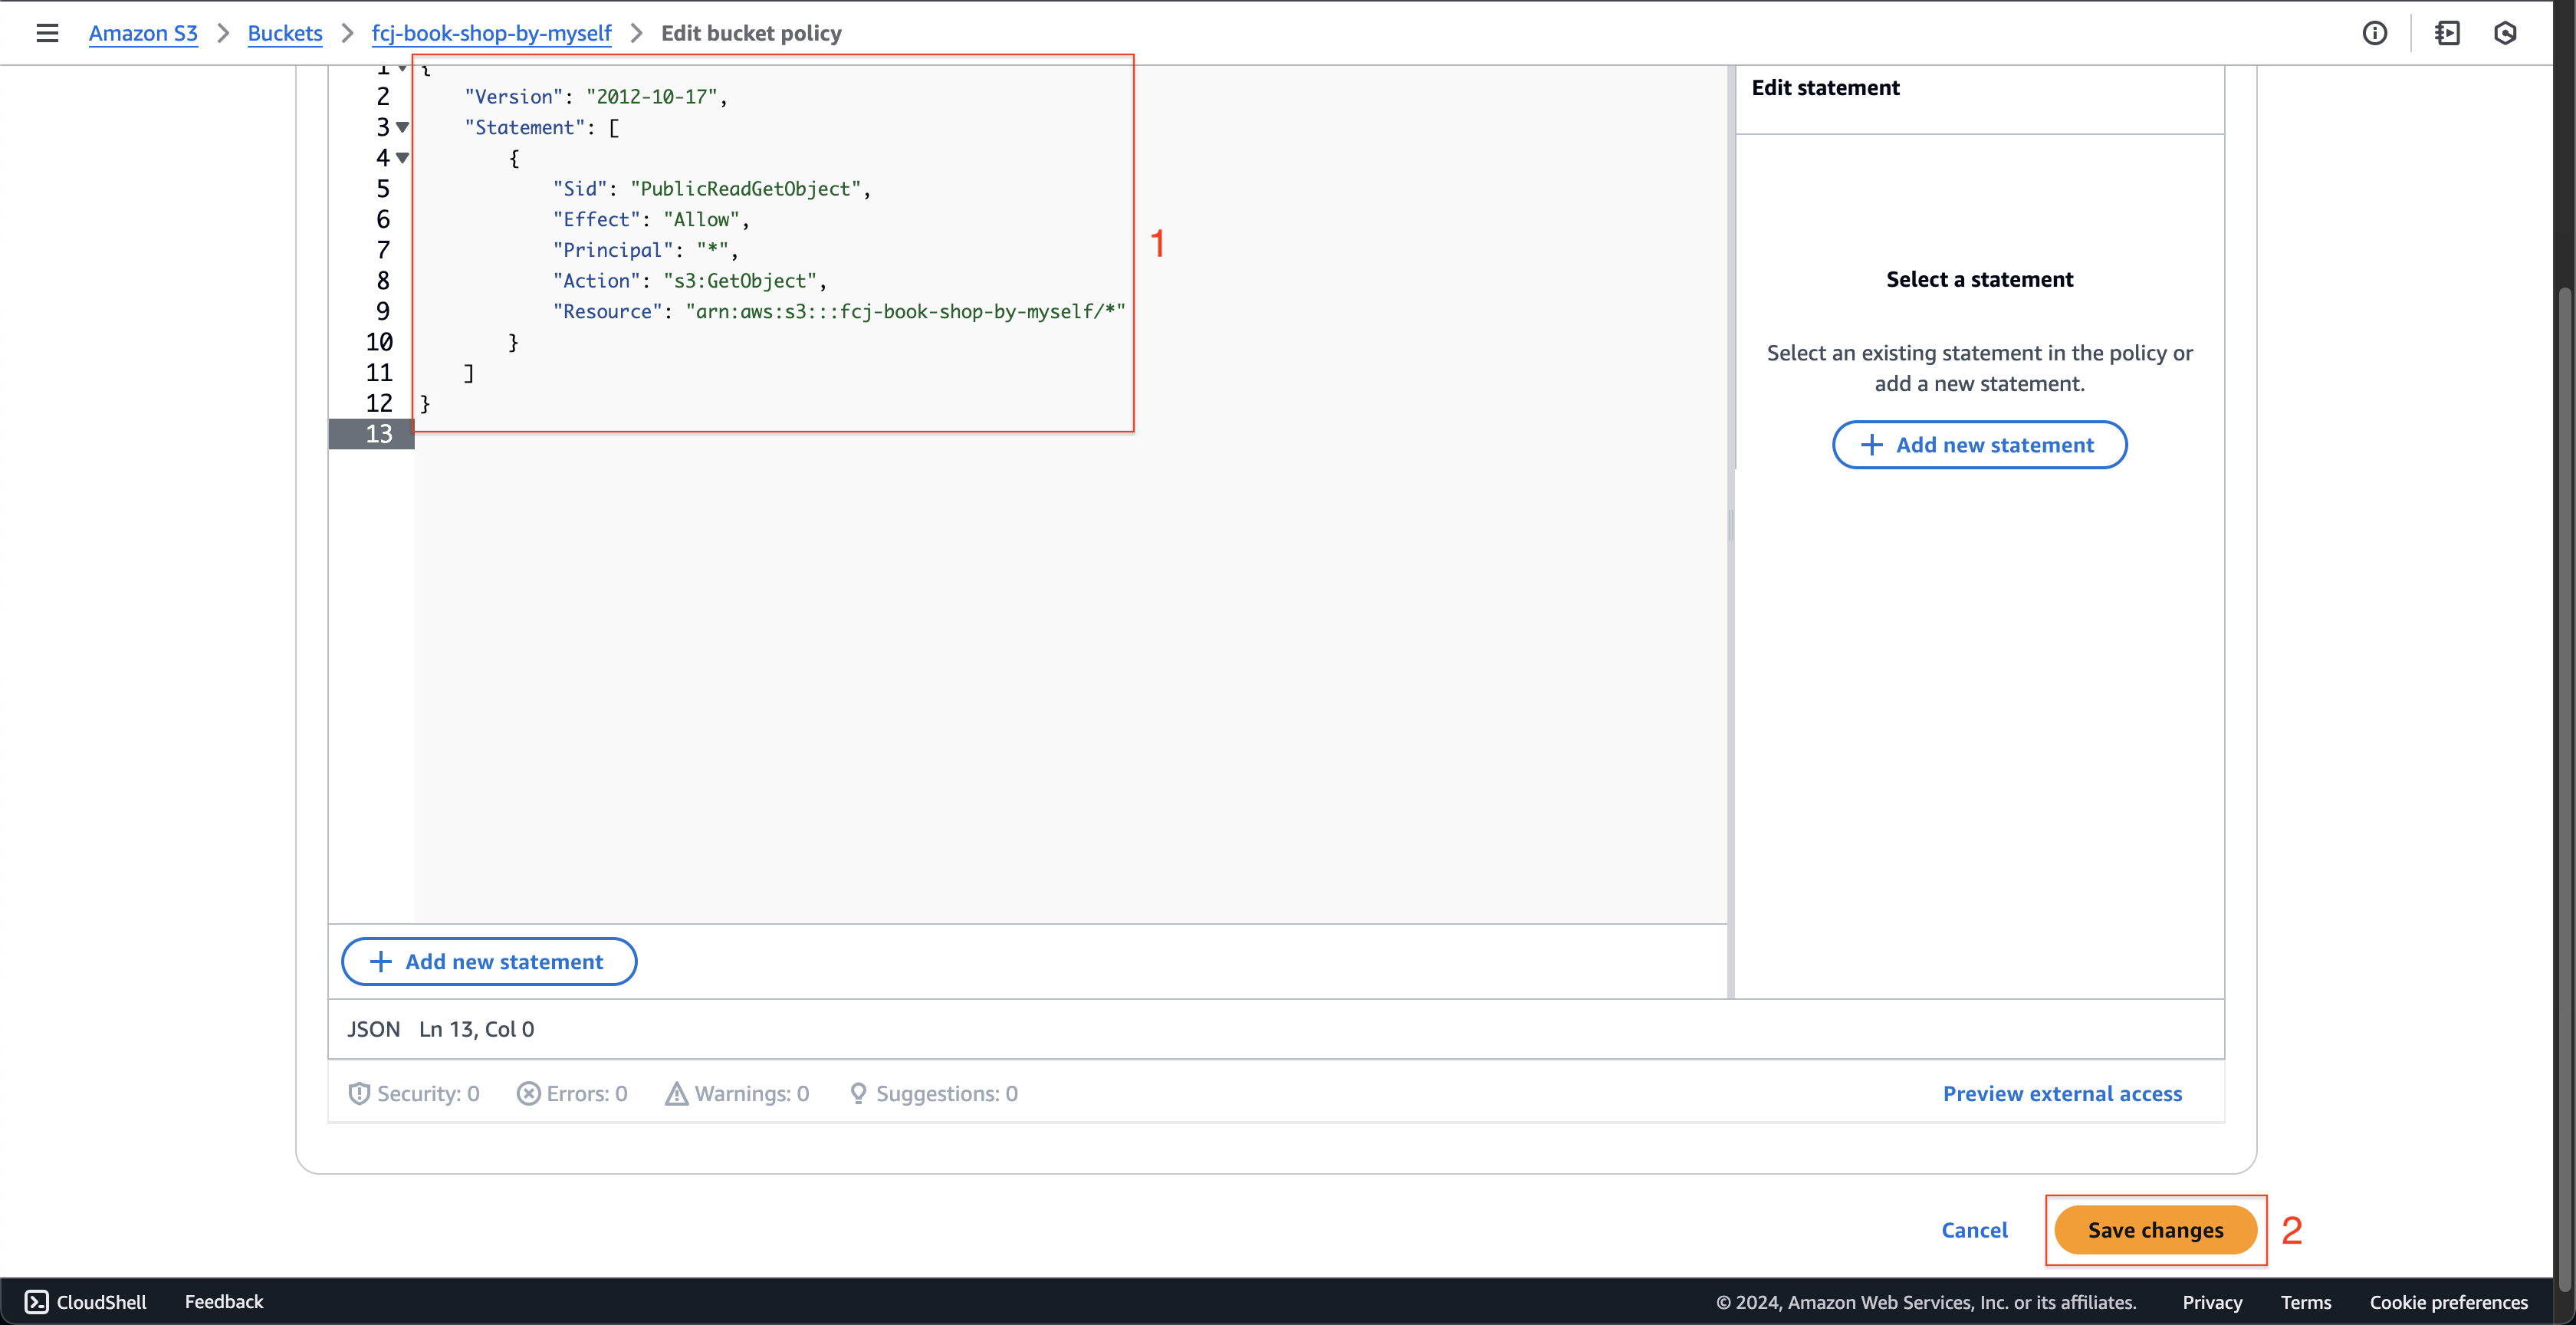 Amazon S3 > Buckets > fcj-book-shop-by-myself > Edit bucket policy
1 {
2 "Version": "2012-10-17",
3 "Statement": [
4 {
5 "Sid": "PublicReadGetObject",
6 "Effect": "Allow",
7 "Principal": "*",
8 "Action": "s3:GetObject",
9 "Resource": "arn:aws:s3:::fcj-book-shop-by-myself/*"
10 }
11 ]
12 }
13
1
Edit statement
Select a statement
Select an existing statement in the policy or
add a new statement.
+ Add new statement
+ Add new statement
JSON Ln 13, Col 0
Security: 0 Errors: 0 Warnings: 0 Suggestions: 0 Preview external access
Cancel Save changes 2
CloudShell Feedback © 2024, Amazon Web Services, Inc. or its affiliates. Privacy Terms Cookie preferences